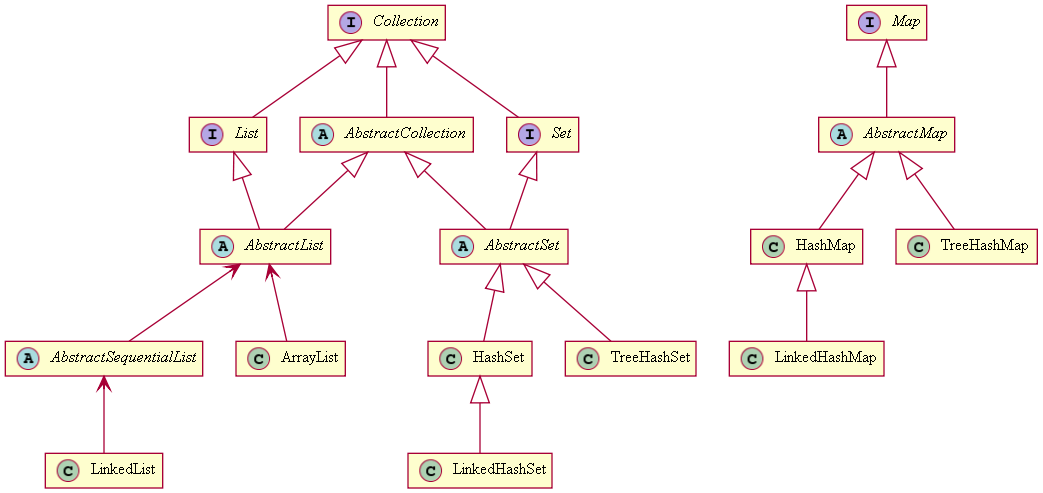 I Collection
I Map
I List
A AbstractCollection
I Set
A AbstractMap
A AbstractList
A AbstractSet
C HashMap
C TreeHashMap
A AbstractSequentialList
C ArrayList
C HashSet
C TreeHashSet
C LinkedHashMap
C LinkedList
C LinkedHashSet